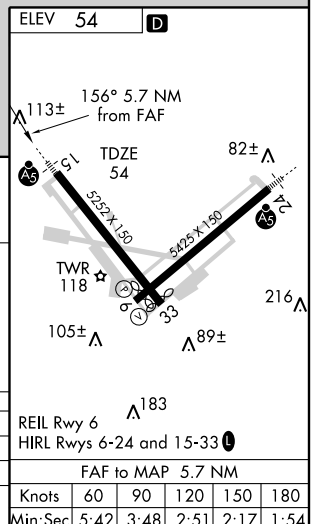 ELEV 54 D
156° 5.7 NM
from FAF
113±
15
TDZE
54
82±
A5
5252 X 150
5425 X 150
24
A5
TWR
118
P
6
V
33
216
105±
89±
183
REIL Rwy 6
HIRL Rwys 6-24 and 15-33 L
FAF to MAP 5.7 NM
Knots 60 90 120 150 180
Min:Sec 5:42 3:48 2:51 2:17 1:54